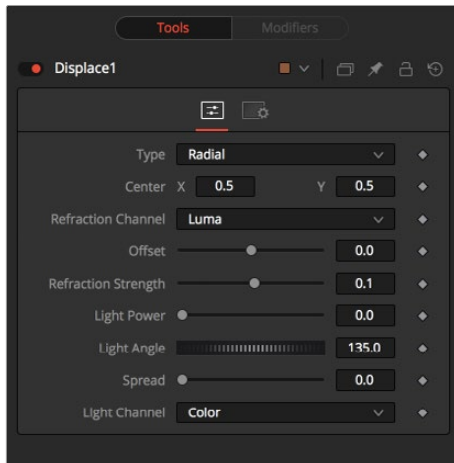 Tools Modifiers
Displace1
Type Radial
Center X 0.5 Y 0.5
Refraction Channel Luma
Offset 0.0
Refraction Strength 0.1
Light Power 0.0
Light Angle 135.0
Spread 0.0
Light Channel Color